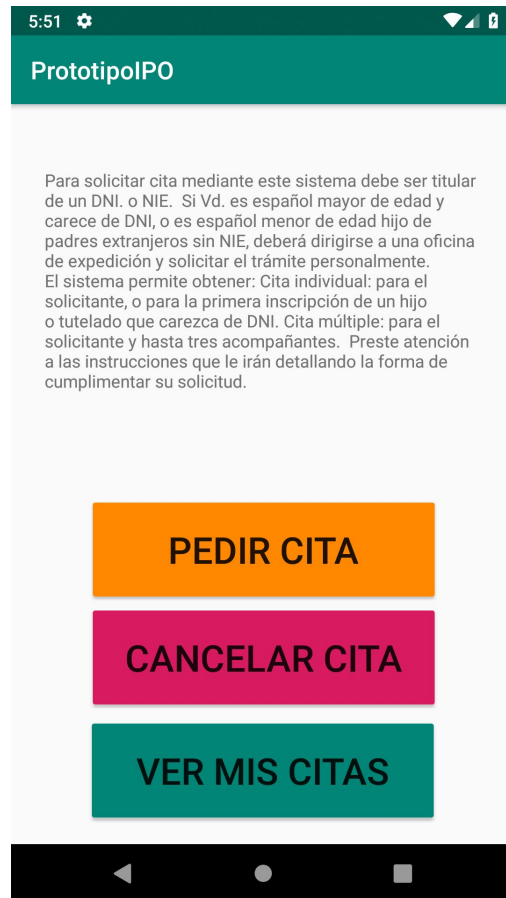 5:51
PrototipoIPO
Para solicitar cita mediante este sistema debe ser titular
de un DNI. o NIE.  Si Vd. es español mayor de edad y
carece de DNI, o es español menor de edad hijo de
padres extranjeros sin NIE, deberá dirigirse a una oficina
de expedición y solicitar el trámite personalmente.
El sistema permite obtener: Cita individual: para el
solicitante, o para la primera inscripción de un hijo
o tutelado que carezca de DNI. Cita múltiple: para el
solicitante y hasta tres acompañantes.  Preste atención
a las instrucciones que le irán detallando la forma de
cumplimentar su solicitud.
PEDIR CITA
CANCELAR CITA
VER MIS CITAS